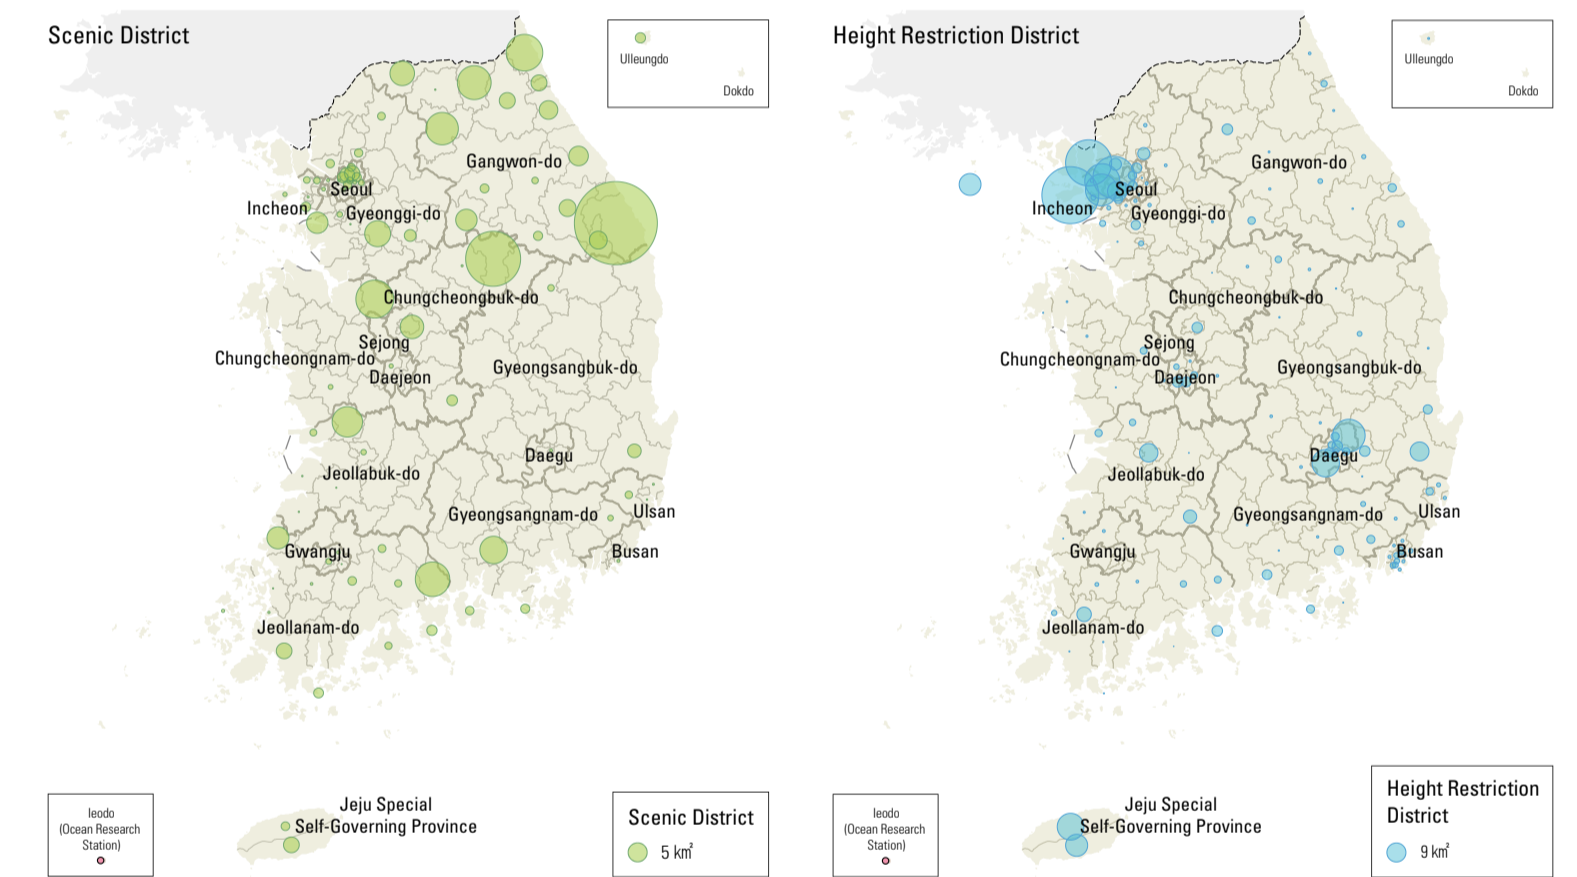 Scenic District
Ulleungdo
Dokdo
Gangwon-do
Seoul
Incheon
Gyeonggi-do
Chungcheongbuk-do
Sejong
Chungcheongnam-do
Daejeon
Gyeongsangbuk-do
Daegu
Jeollabuk-do
Gyeongsangnam-do
Ulsan
Gwangju
Busan
Jeollanam-do
Ieodo
(Ocean Research
Station)
Jeju Special
Self-Governing Province
Scenic District
5 km²
Height Restriction District
Ulleungdo
Dokdo
Gangwon-do
Seoul
Incheon
Gyeonggi-do
Chungcheongbuk-do
Sejong
Chungcheongnam-do
Daejeon
Gyeongsangbuk-do
Daegu
Jeollabuk-do
Gyeongsangnam-do
Ulsan
Gwangju
Busan
Jeollanam-do
Ieodo
(Ocean Research
Station)
Jeju Special
Self-Governing Province
Height Restriction
District
9 km²